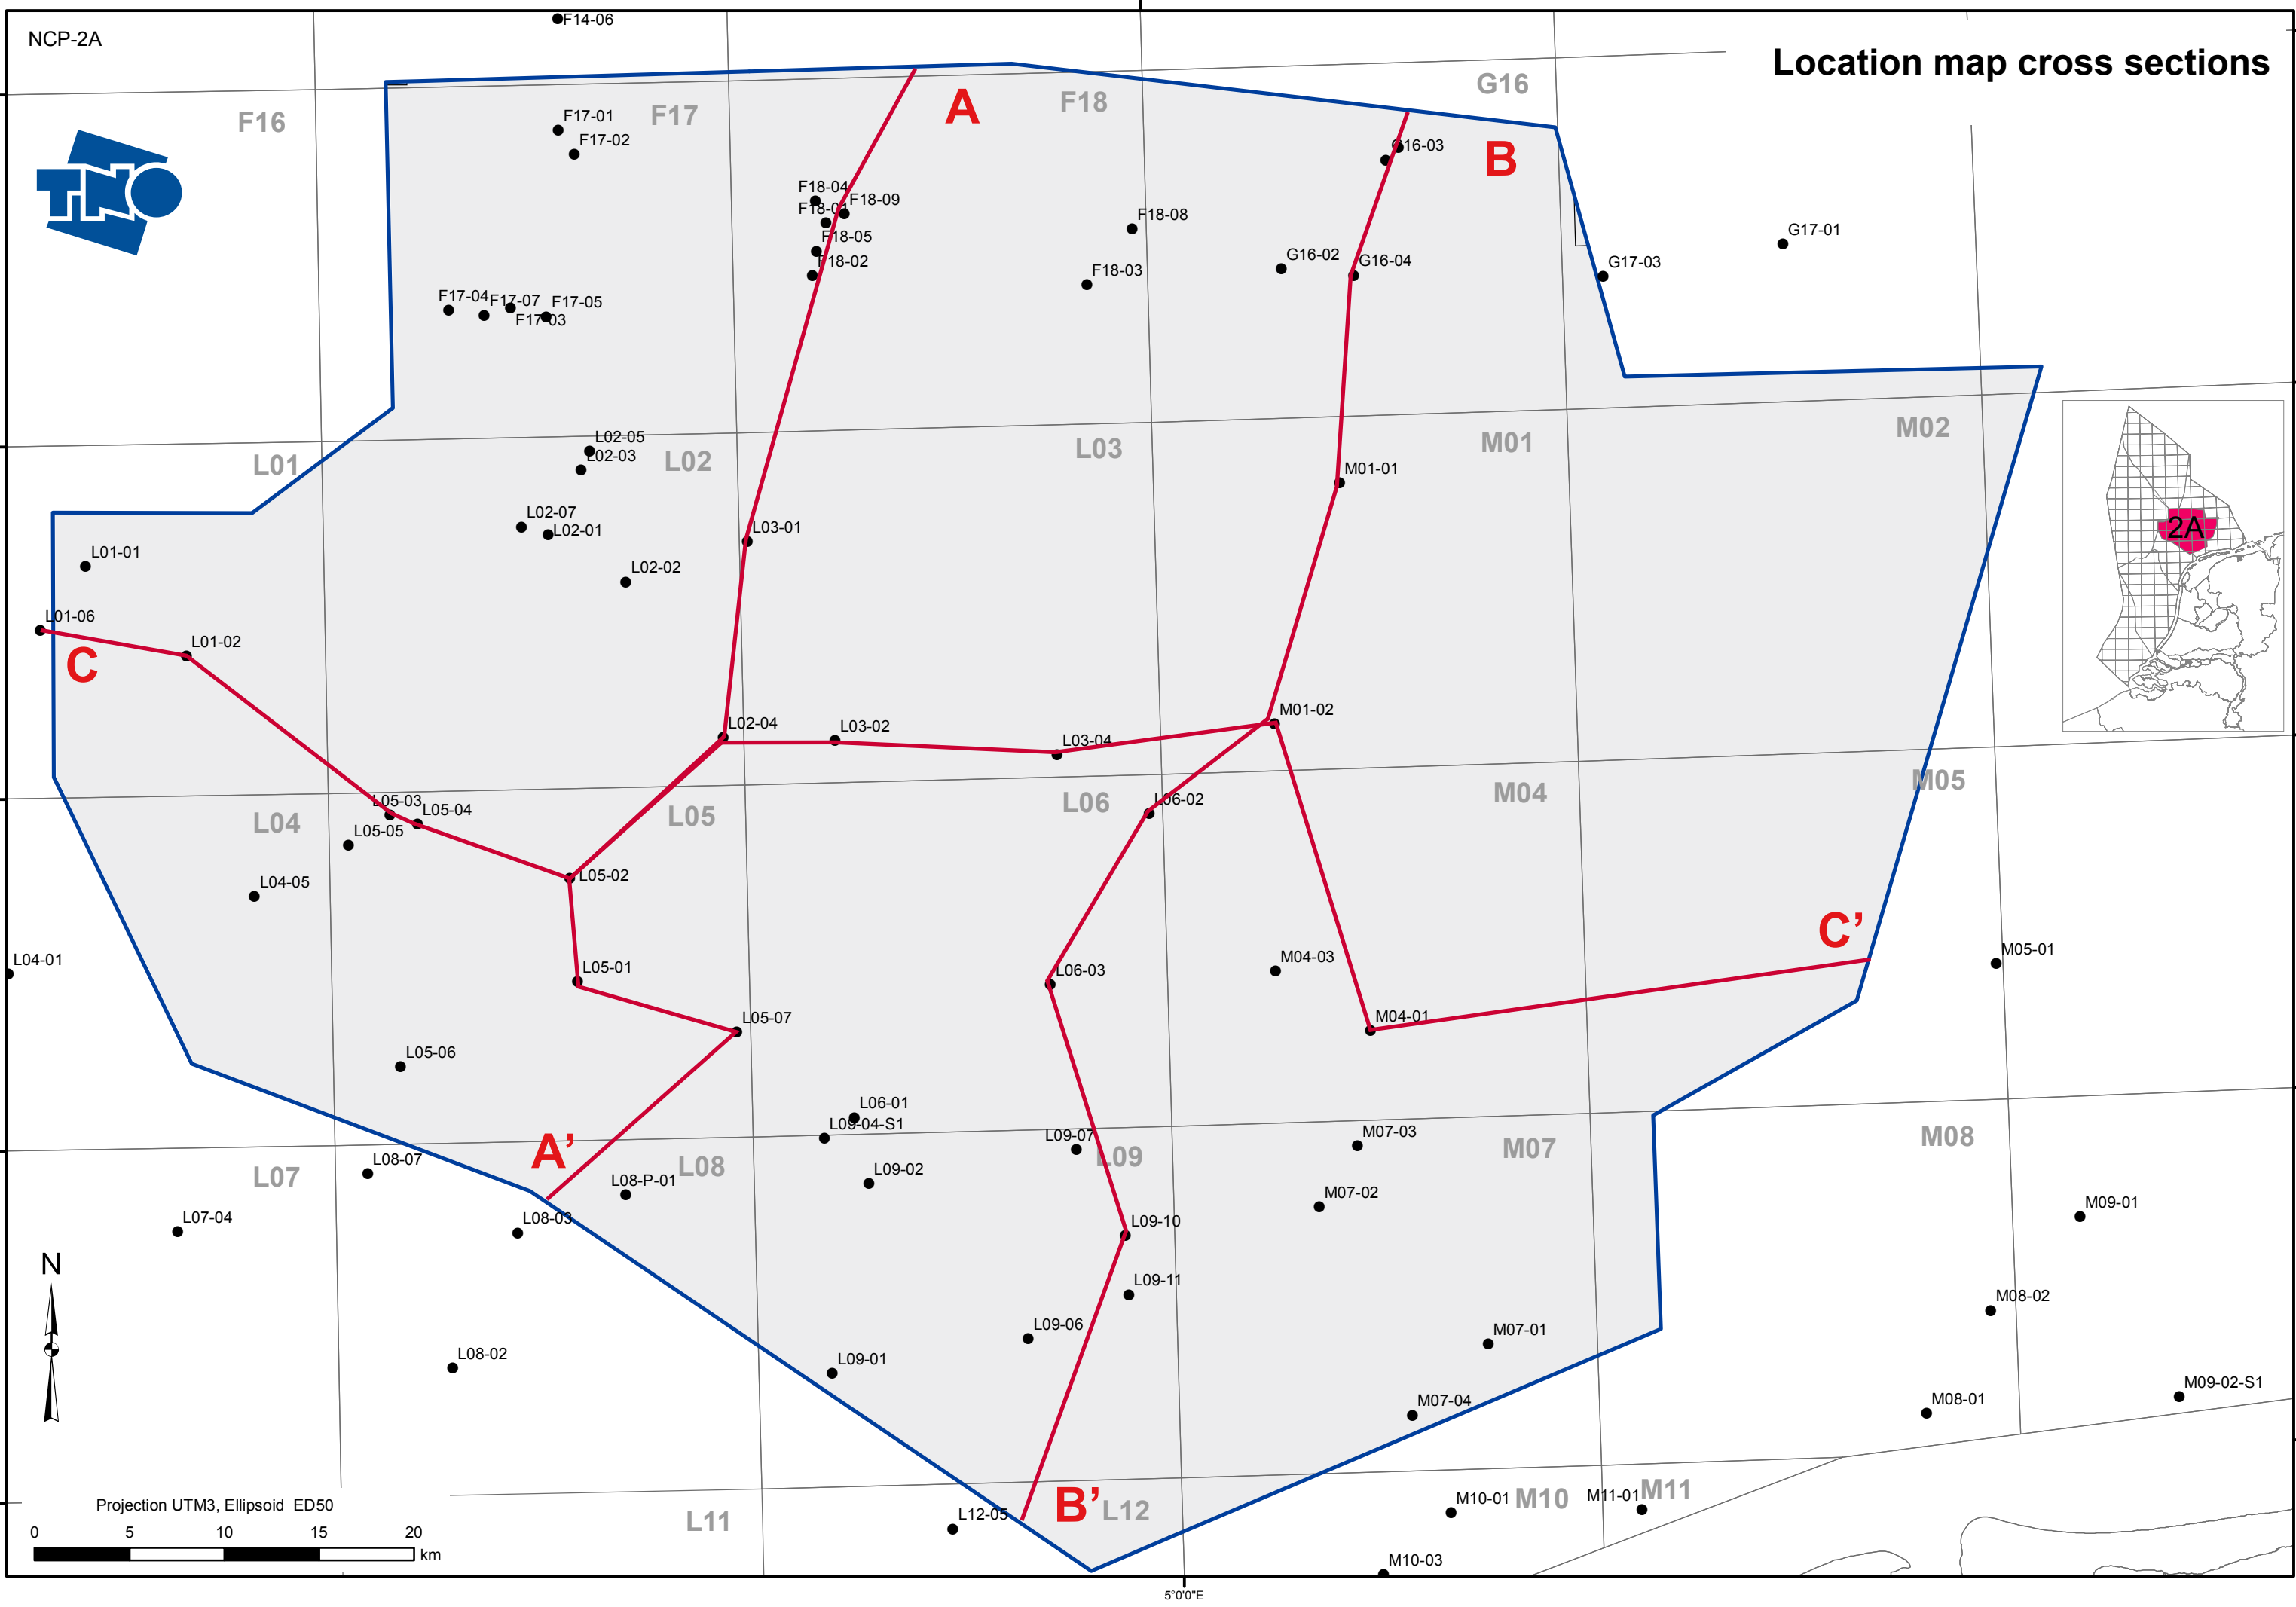 F14-06
NCP-2A
Location map cross sections
G16
F16
F17
A
F18
F17-01
F17-02
B
G16-03
TNO
F18-04
F18-09
F18-01
F18-08
F18-05
G17-01
F18-02
F18-03
G16-02
G16-04
G17-03
F17-04
F17-07
F17-05
F17-03
L02-05
L02-03
L01
L02
L03
M01
M02
M01-01
L02-07
L02-01
L03-01
2A
L01-01
L02-02
L01-06
L01-02
C
L02-04
L03-02
L03-04
M01-02
L05-03
L05-04
L04
L05-05
L05
L06
L06-02
M04
M05
L04-05
L05-02
C’
L04-01
L05-01
L06-03
M04-03
M05-01
L05-07
M04-01
L05-06
L06-01
L09-04-S1
A’
L09-07
L09
M07-03
M07
M08
L08-07
L07
L08-P-01
L08
L09-02
M07-02
L07-04
L08-03
L09-10
M09-01
N
L09-11
L09-06
M07-01
M08-02
L08-02
L09-01
M07-04
M08-01
M09-02-S1
Projection UTM3, Ellipsoid ED50
0 5 10 15 20
km
L11
L12-05
B’
L12
M10-01
M10
M11-01
M11
M10-03
5°0'0"E